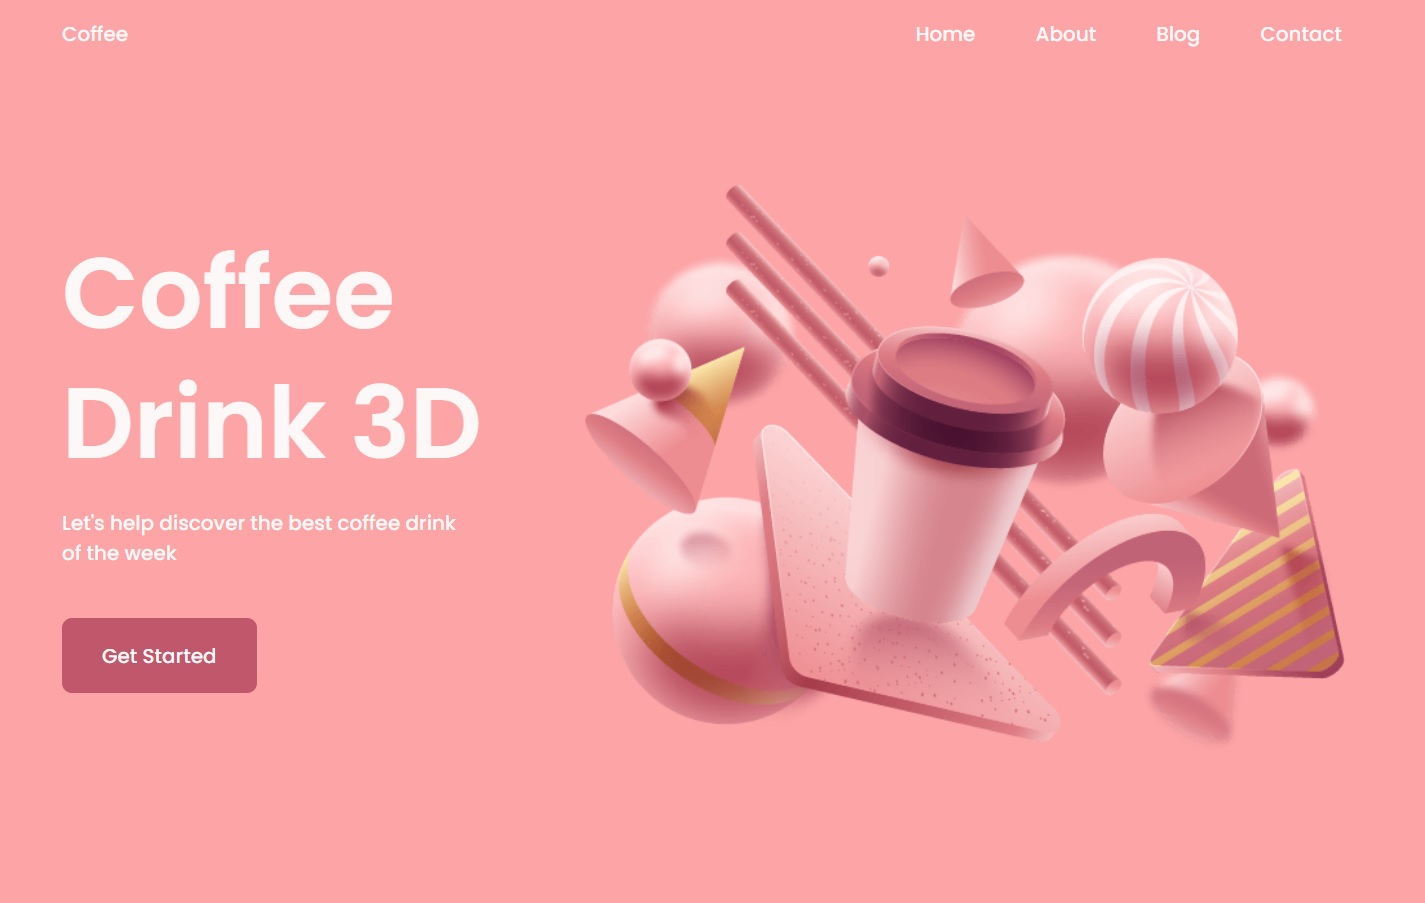 Coffee
Home About Blog Contact
Coffee
Drink 3D
Let's help discover the best coffee drink
of the week
Get Started